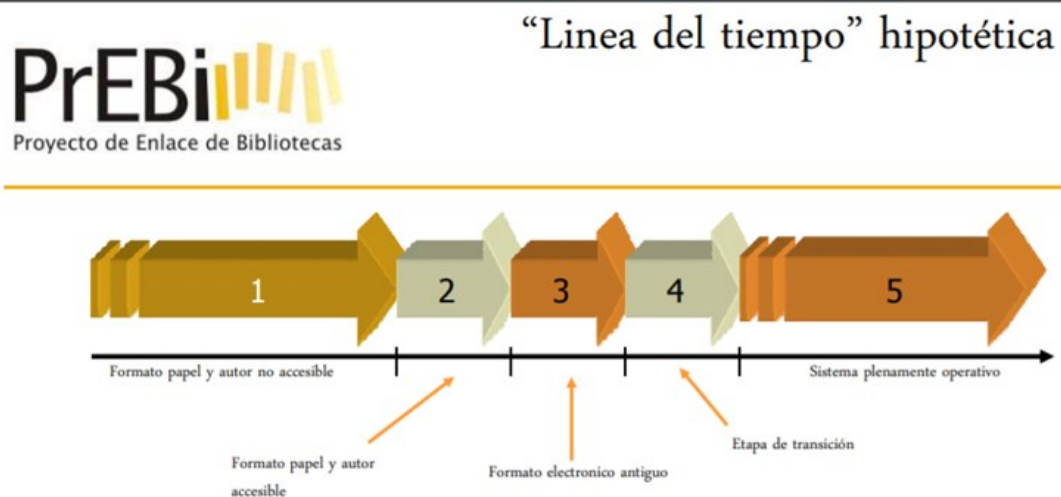 “Linea del tiempo” hipotética
PrEBi
Proyecto de Enlace de Bibliotecas
1
2
3
4
5
Formato papel y autor no accesible
Sistema plenamente operativo
Formato papel y autor
accesible
Formato electronico antiguo
Etapa de transición